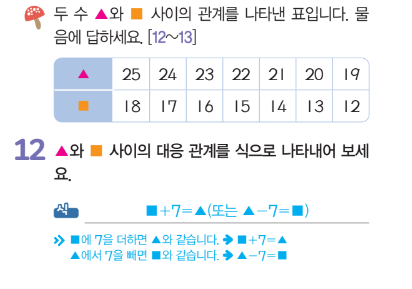 두 수 ▲와 ■ 사이의 관계를 나타낸 표입니다. 물
음에 답하세요. [12~13]
▲ 25 24 23 22 21 20 19
■ 18 17 16 15 14 13 12
12 ▲와 ■ 사이의 대응 관계를 식으로 나타내어 보세
요.
식 ■+7=▲(또는 ▲-7=■)
» ■에 7을 더하면 ▲와 같습니다. → ■+7=▲
▲에서 7을 빼면 ■와 같습니다. → ▲-7=■